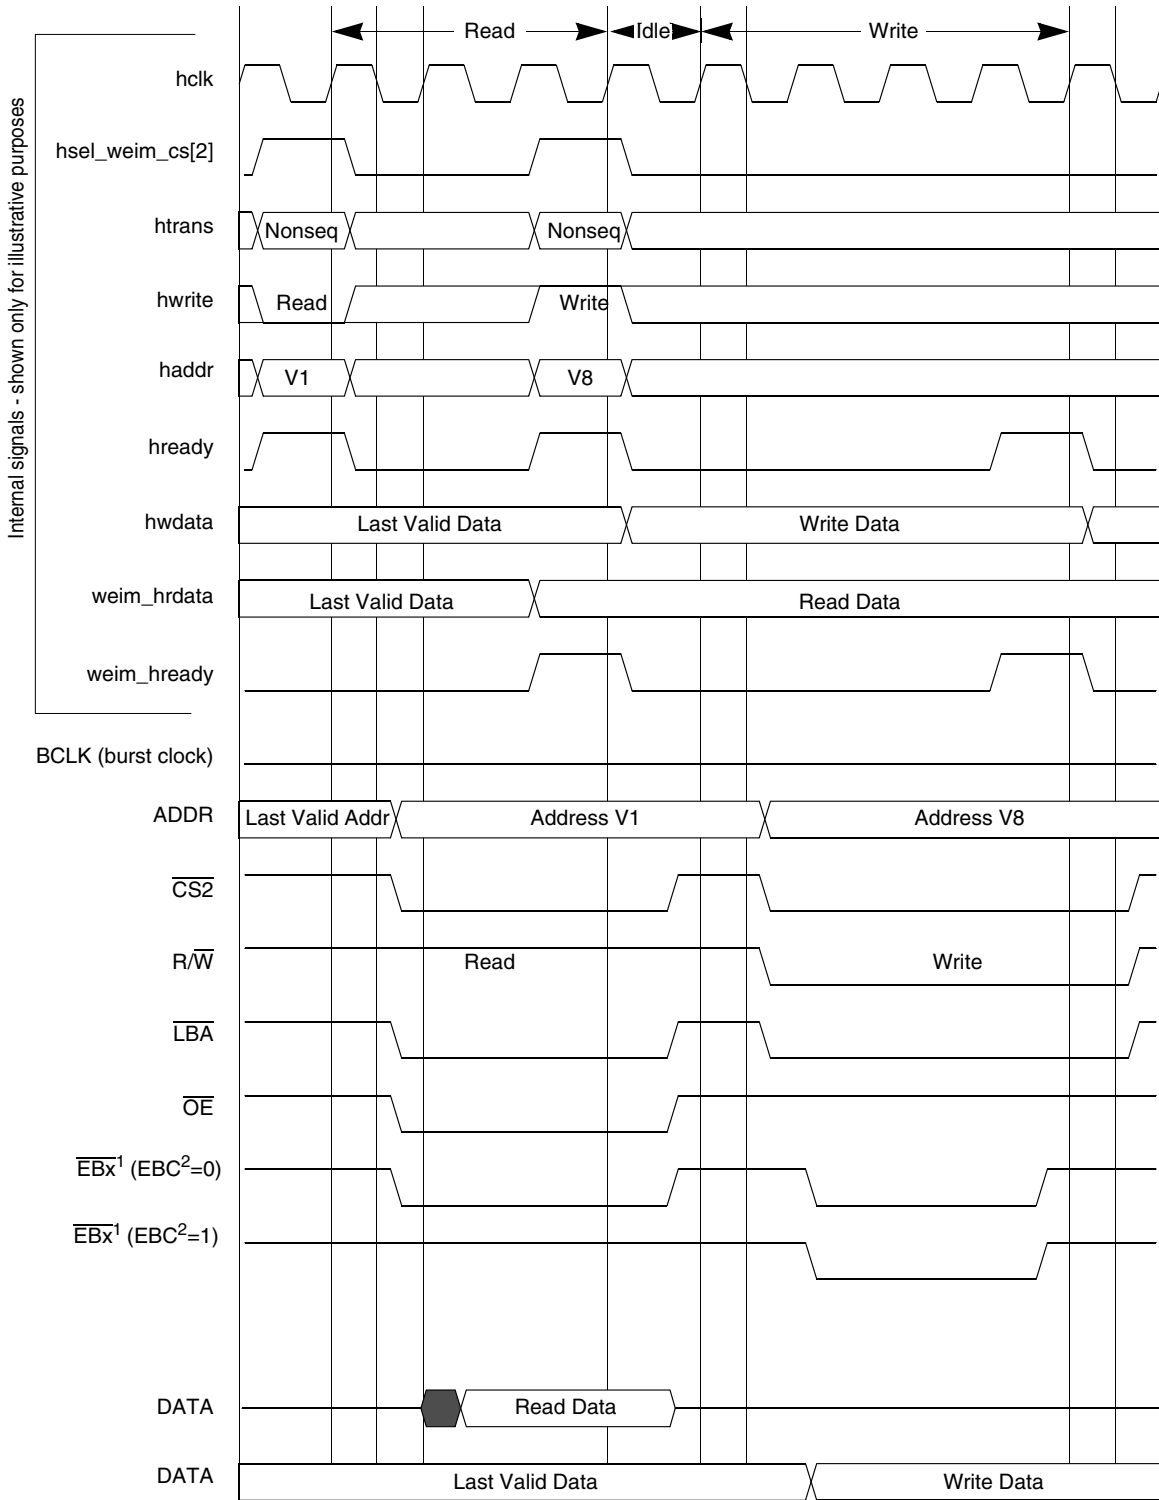 Read Idle Write
Internal signals - shown only for illustrative purposes
hclk
hsel_weim_cs[2]
htrans Nonseq Nonseq
hwrite Read Write
haddr V1 V8
hready
hwdata Last Valid Data Write Data
weim_hrdata Last Valid Data Read Data
weim_hready
BCLK (burst clock)
ADDR Last Valid Addr Address V1 Address V8
CS2
R/W Read Write
LBA
OE
EBx¹ (EBC²=0)
EBx¹ (EBC²=1)
DATA Read Data
DATA Last Valid Data Write Data